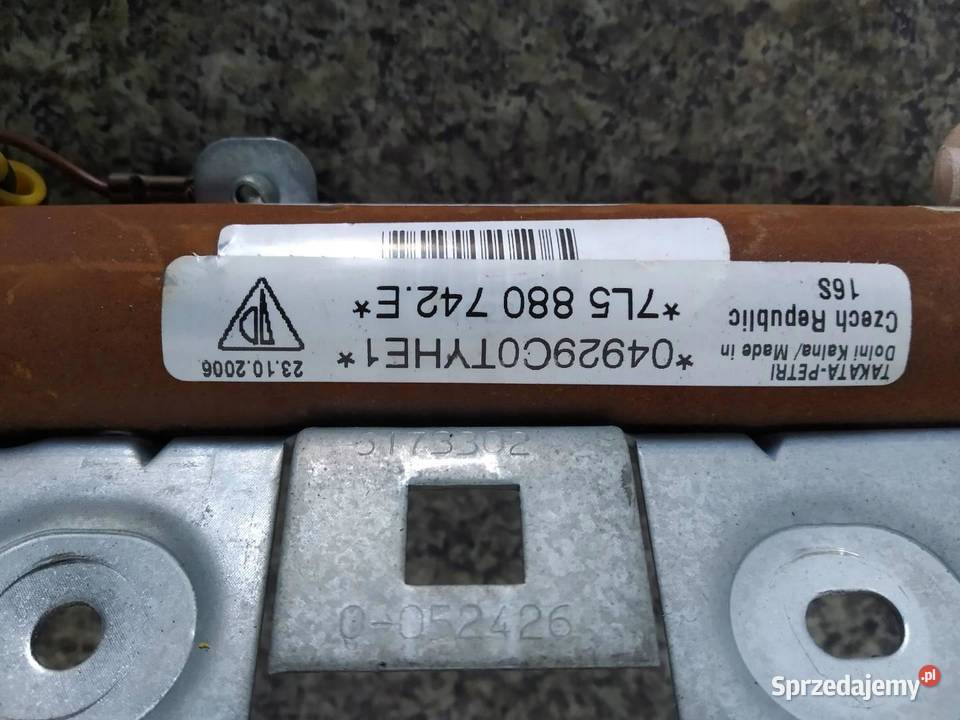 TAKATA-PETRI
Dolni Kalna/ Made in
Czech Republic
16S
*04929C0TYHE1*
*7L5 880 742.E*
23.10.2006
0-052426
Sprzedajemy.pl